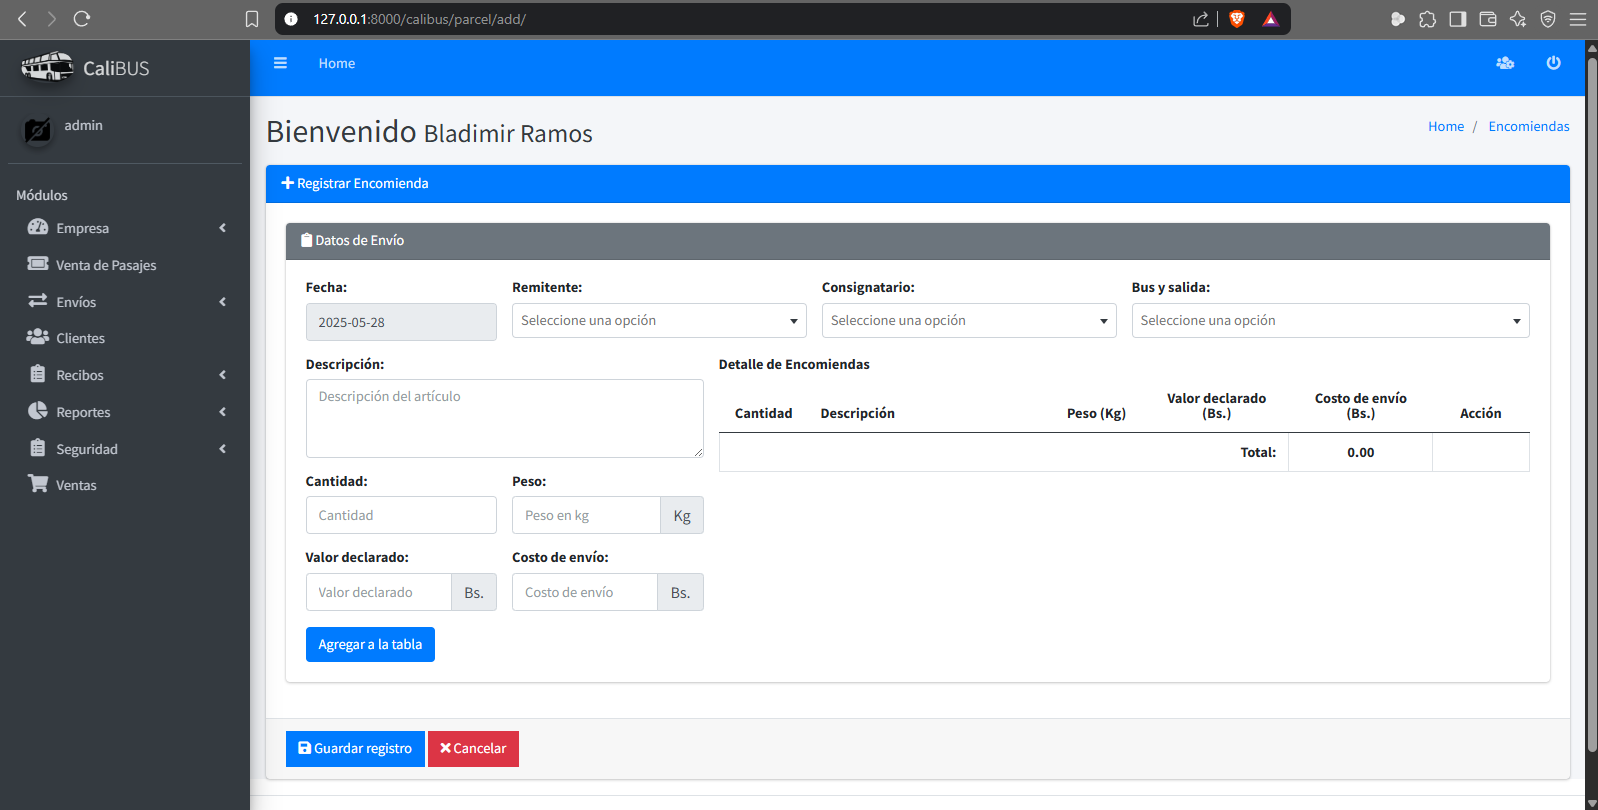 127.0.0.1:8000/calibus/parcel/add/
CaliBUS
Home
admin
Bienvenido Bladimir Ramos
Home / Encomiendas
Módulos
Empresa
Venta de Pasajes
Envíos
Clientes
Recibos
Reportes
Seguridad
Ventas
Registrar Encomienda
Datos de Envío
Fecha: Remitente: Consignatario: Bus y salida:
2025-05-28 Seleccione una opción Seleccione una opción Seleccione una opción
Descripción:
Descripción del artículo
Cantidad: Peso:
Cantidad Peso en kg Kg
Valor declarado: Costo de envío:
Valor declarado Bs. Costo de envío Bs.
Agregar a la tabla
Detalle de Encomiendas
Cantidad Descripción Peso (Kg) Valor declarado (Bs.) Costo de envío (Bs.) Acción
Total: 0.00
Guardar registro Cancelar